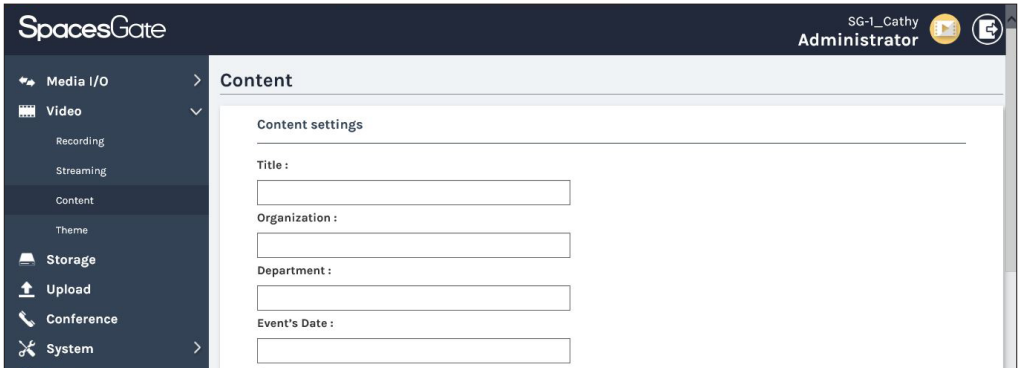 SpacesGate
SG-1_Cathy
Administrator
Media I/O
Video
Recording
Streaming
Content
Theme
Storage
Upload
Conference
System
Content
Content settings
Title :
Organization :
Department :
Event's Date :